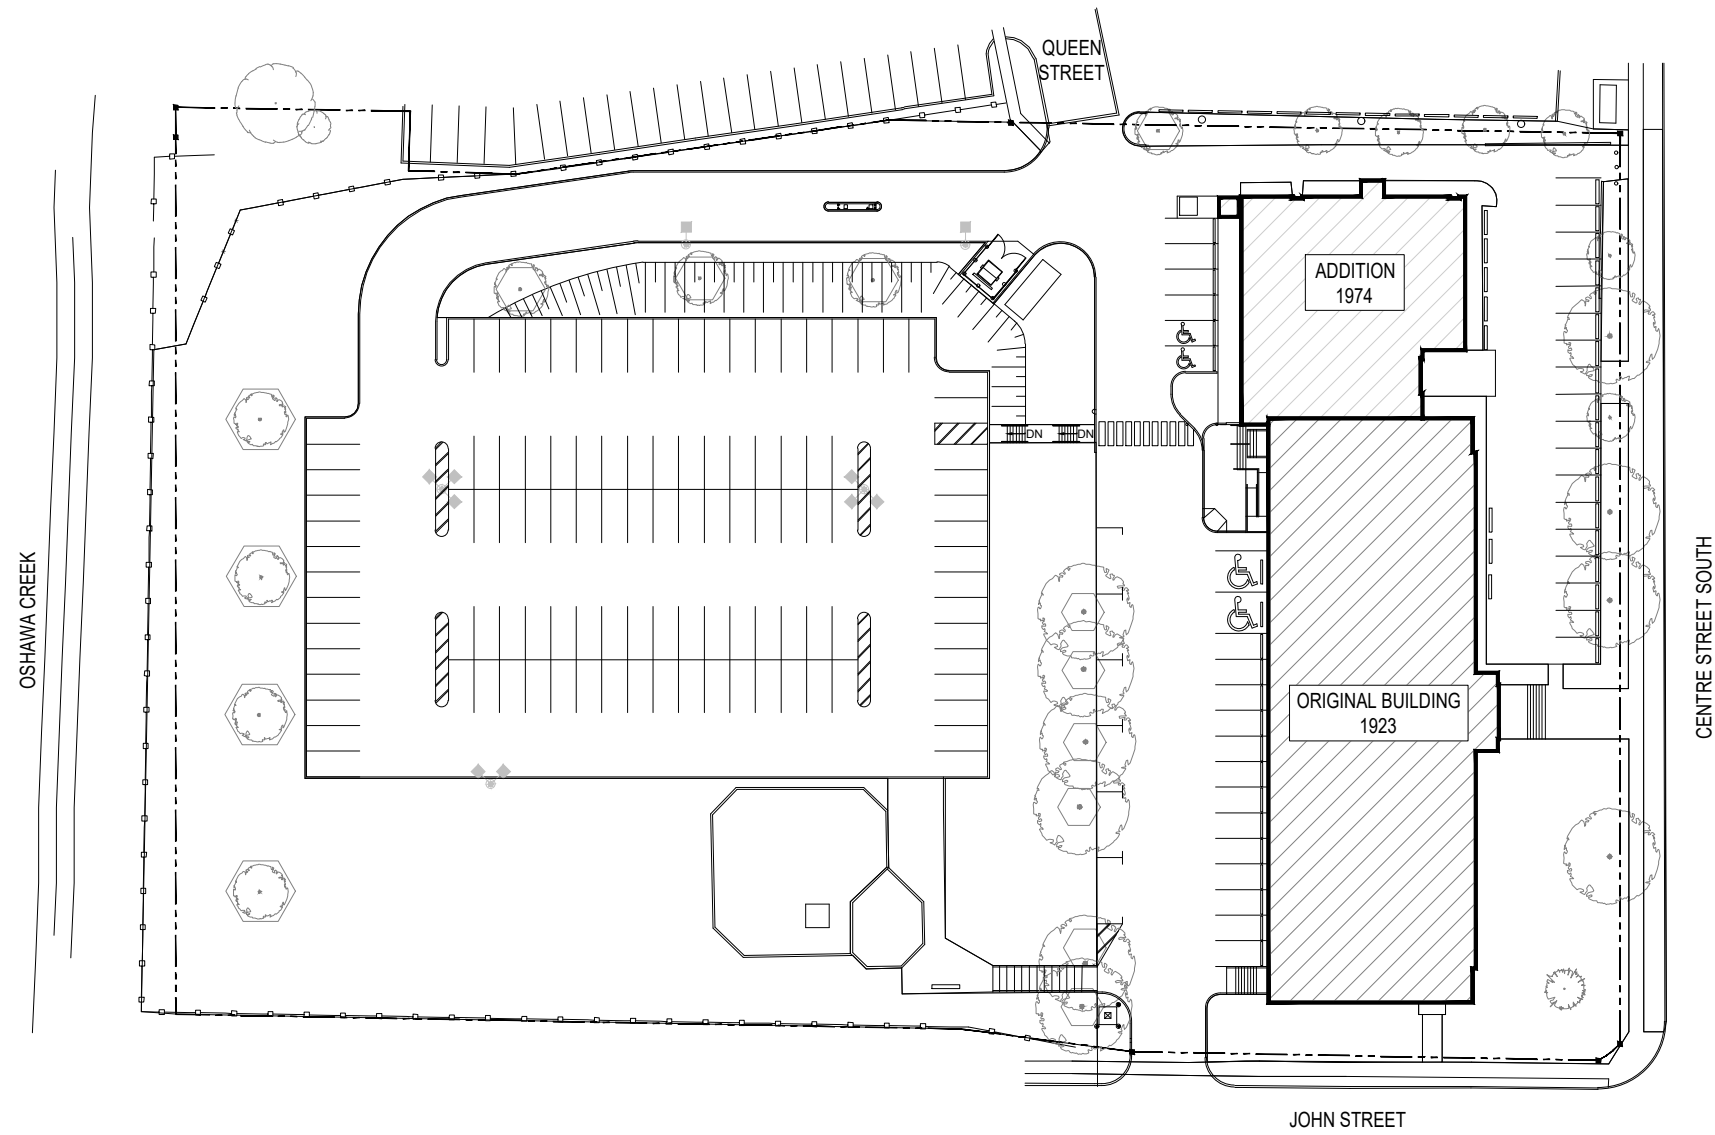 QUEEN
STREET
ADDITION
1974
DN
DN
OSHAWA CREEK
CENTRE STREET SOUTH
ORIGINAL BUILDING
1923
JOHN STREET